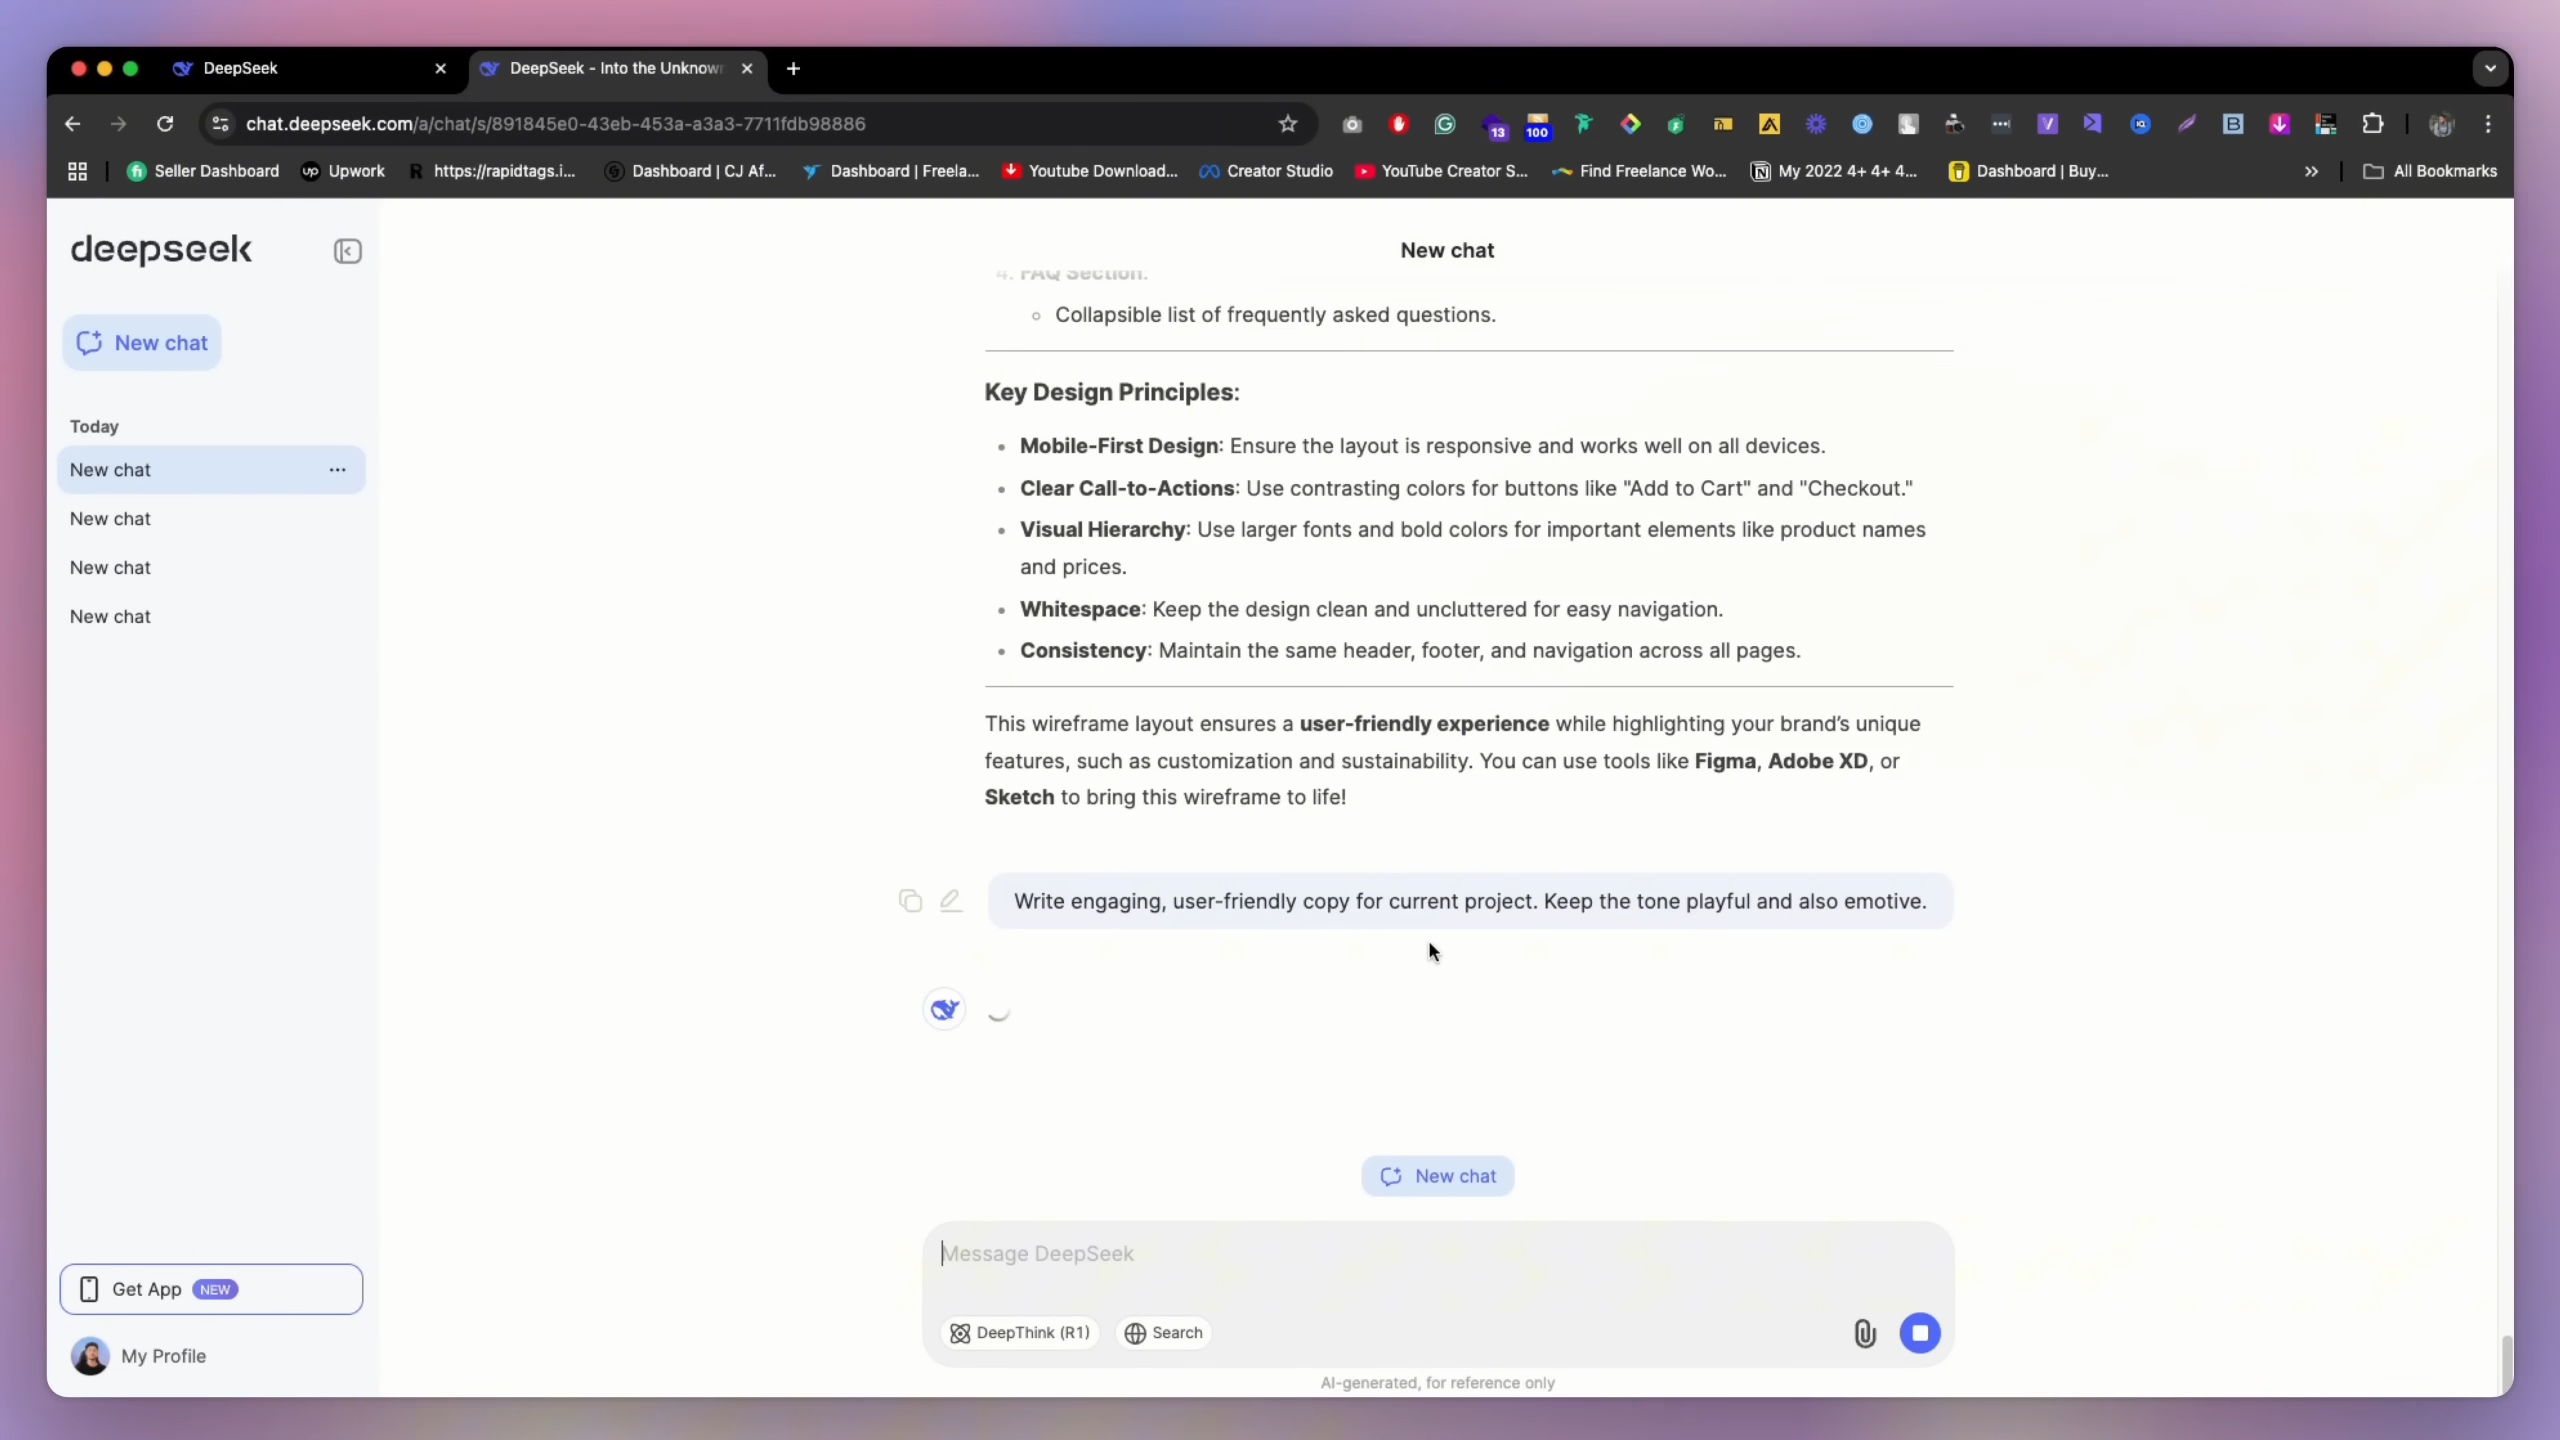 DeepSeek
DeepSeek - Into the Unknown
chat.deepseek.com/a/chat/s/891845e0-43eb-453a-a3a3-7711fdb98886
13
100
Seller Dashboard
up Upwork
R https://rapidtags.i...
Dashboard | CJ Af...
Dashboard | Freela...
Youtube Download...
Creator Studio
YouTube Creator S...
Find Freelance Wo...
My 2022 4+ 4+ 4...
Dashboard | Buy...
All Bookmarks
deepseek
New chat
Today
New chat
New chat
New chat
New chat
Get App NEW
My Profile
New chat
4. FAQ Section:
Collapsible list of frequently asked questions.
Key Design Principles:
Mobile-First Design: Ensure the layout is responsive and works well on all devices.
Clear Call-to-Actions: Use contrasting colors for buttons like "Add to Cart" and "Checkout."
Visual Hierarchy: Use larger fonts and bold colors for important elements like product names
and prices.
Whitespace: Keep the design clean and uncluttered for easy navigation.
Consistency: Maintain the same header, footer, and navigation across all pages.
This wireframe layout ensures a user-friendly experience while highlighting your brand’s unique
features, such as customization and sustainability. You can use tools like Figma, Adobe XD, or
Sketch to bring this wireframe to life!
Write engaging, user-friendly copy for current project. Keep the tone playful and also emotive.
New chat
Message DeepSeek
DeepThink (R1)
Search
AI-generated, for reference only